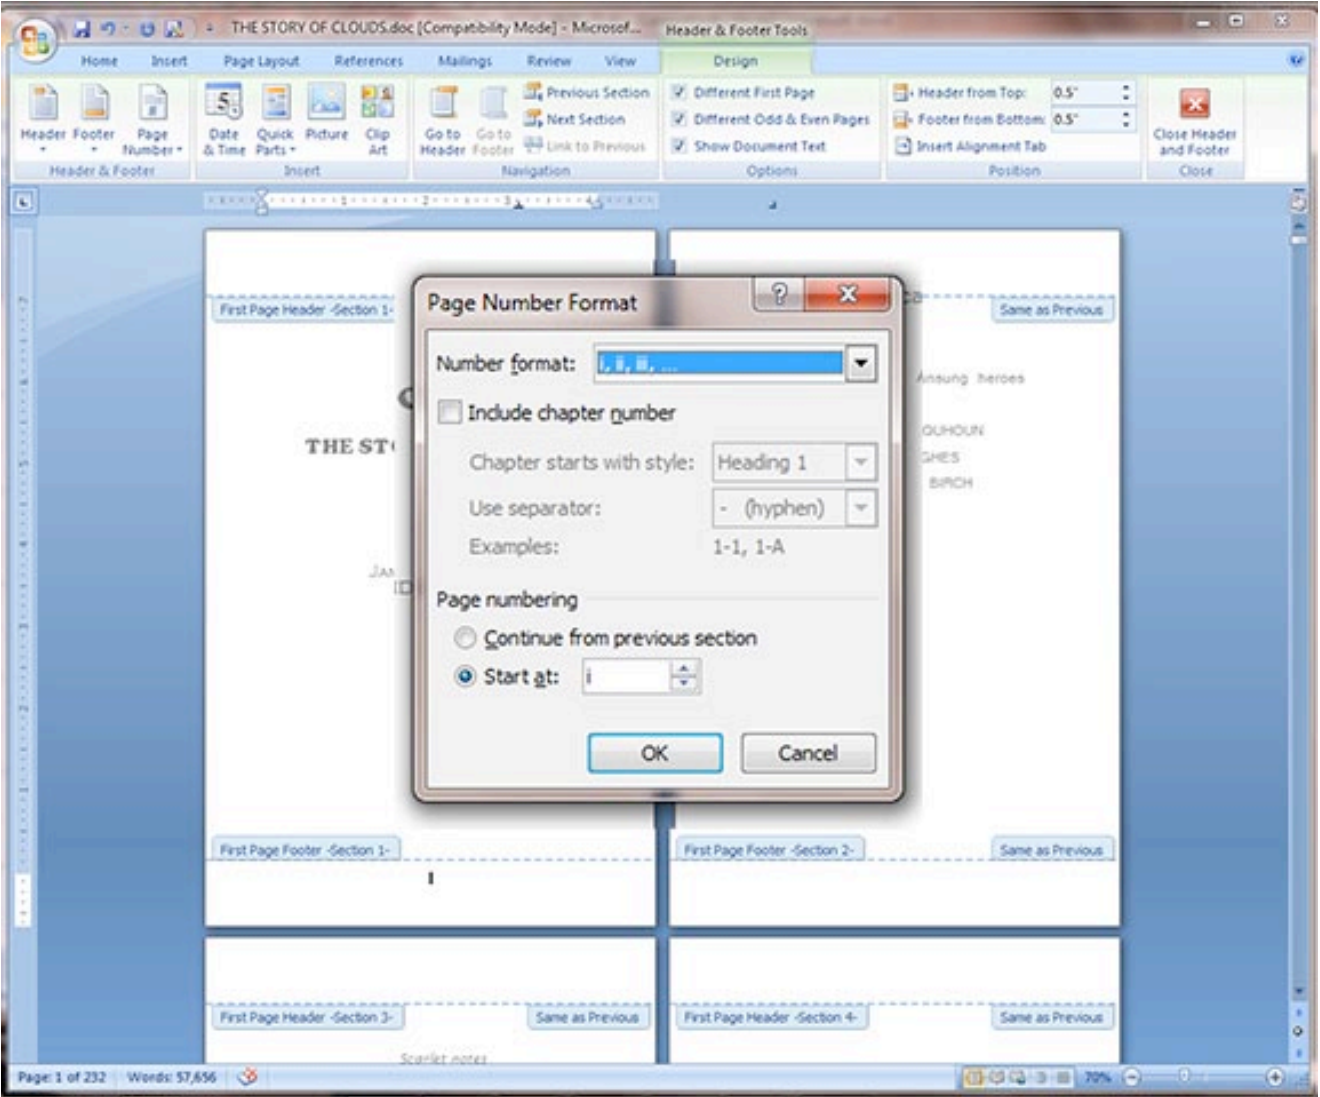 THE STORY OF CLOUDS.doc [Compatibility Mode] - Microsof... Header & Footer Tools
Home Insert Page Layout References Mailings Review View Design
Header Footer Page Number
Date & Time Quick Parts Picture Clip Art
Go to Header Go to Footer
Previous Section
Next Section
Link to Previous
Different First Page
Different Odd & Even Pages
Show Document Text
Header from Top: 0.5"
Footer from Bottom: 0.5"
Insert Alignment Tab
Close Header and Footer
Header & Footer Insert Navigation Options Position Close
First Page Header -Section 1-
Same as Previous
THE ST
JAN
heroes
QUHOUN
GHES
BIRCH
Page Number Format
Number format: i, ii, iii, ...
Include chapter number
Chapter starts with style: Heading 1
Use separator: - (hyphen)
Examples: 1-1, 1-A
Page numbering
Continue from previous section
Start at: i
OK Cancel
First Page Footer -Section 1-
First Page Footer -Section 2- Same as Previous
First Page Header -Section 3- Same as Previous
First Page Header -Section 4- Same as Previous
Scarlet notes
Page: 1 of 232 Words: 57,656 70%